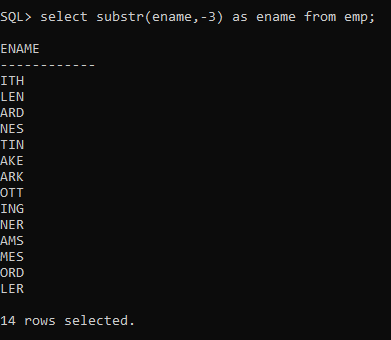 SQL> select substr(ename,-3) as ename from emp;
ENAME
------------
ITH
LEN
ARD
NES
TIN
AKE
ARK
OTT
ING
NER
AMS
MES
ORD
LER
14 rows selected.